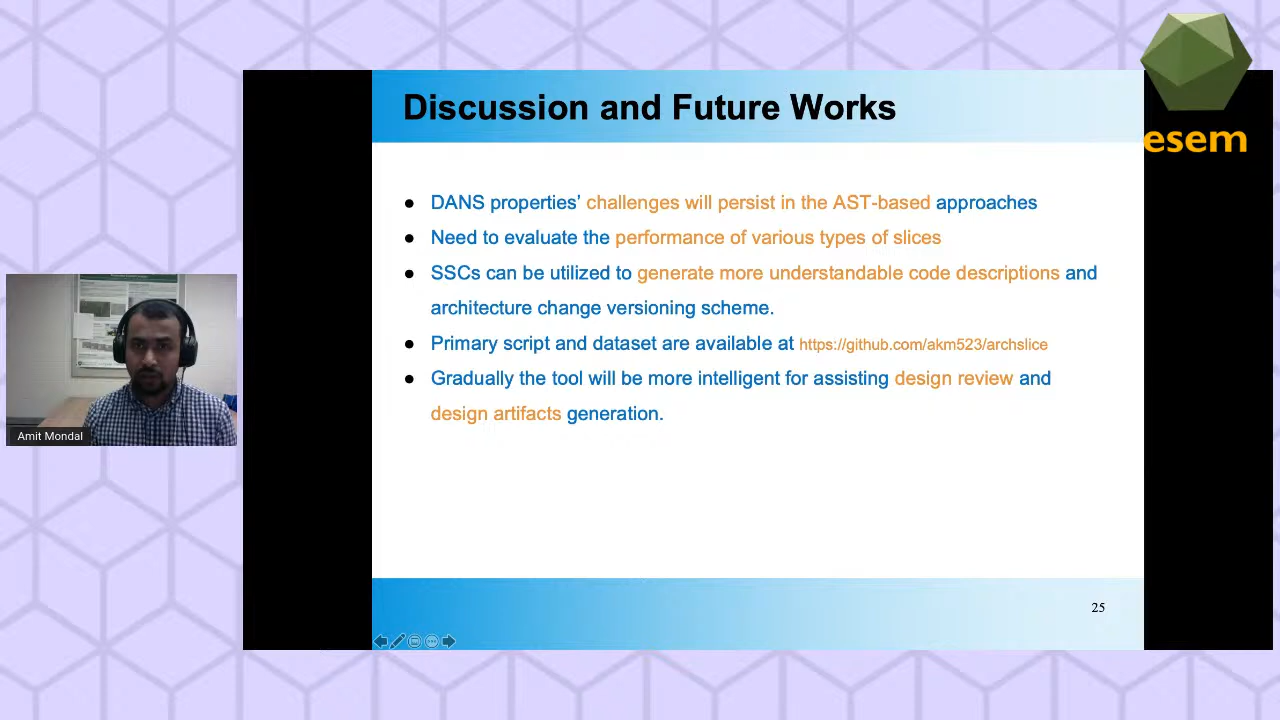 Discussion and Future Works
esem
● DANS properties’ challenges will persist in the AST-based approaches
● Need to evaluate the performance of various types of slices
● SSCs can be utilized to generate more understandable code descriptions and
architecture change versioning scheme.
● Primary script and dataset are available at https://github.com/akm523/archslice
● Gradually the tool will be more intelligent for assisting design review and
design artifacts generation.
Amit Mondal
25